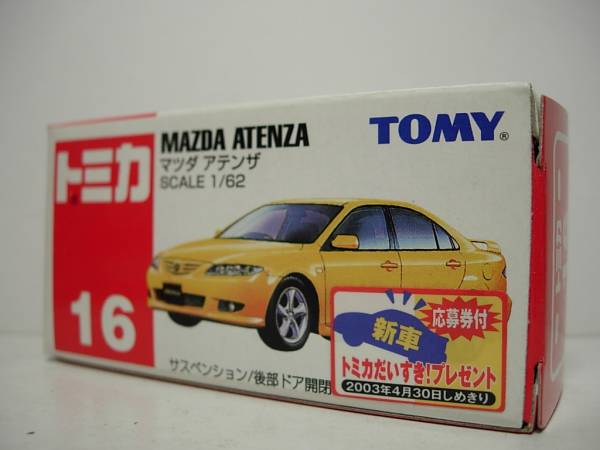 トミカ
16
MAZDA ATENZA
マツダ アテンザ
SCALE 1/62
TOMY®
サスペンション/後部ドア開閉
新車
応募券付
トミカだいすき!プレゼント
2003年4月30日しめきり